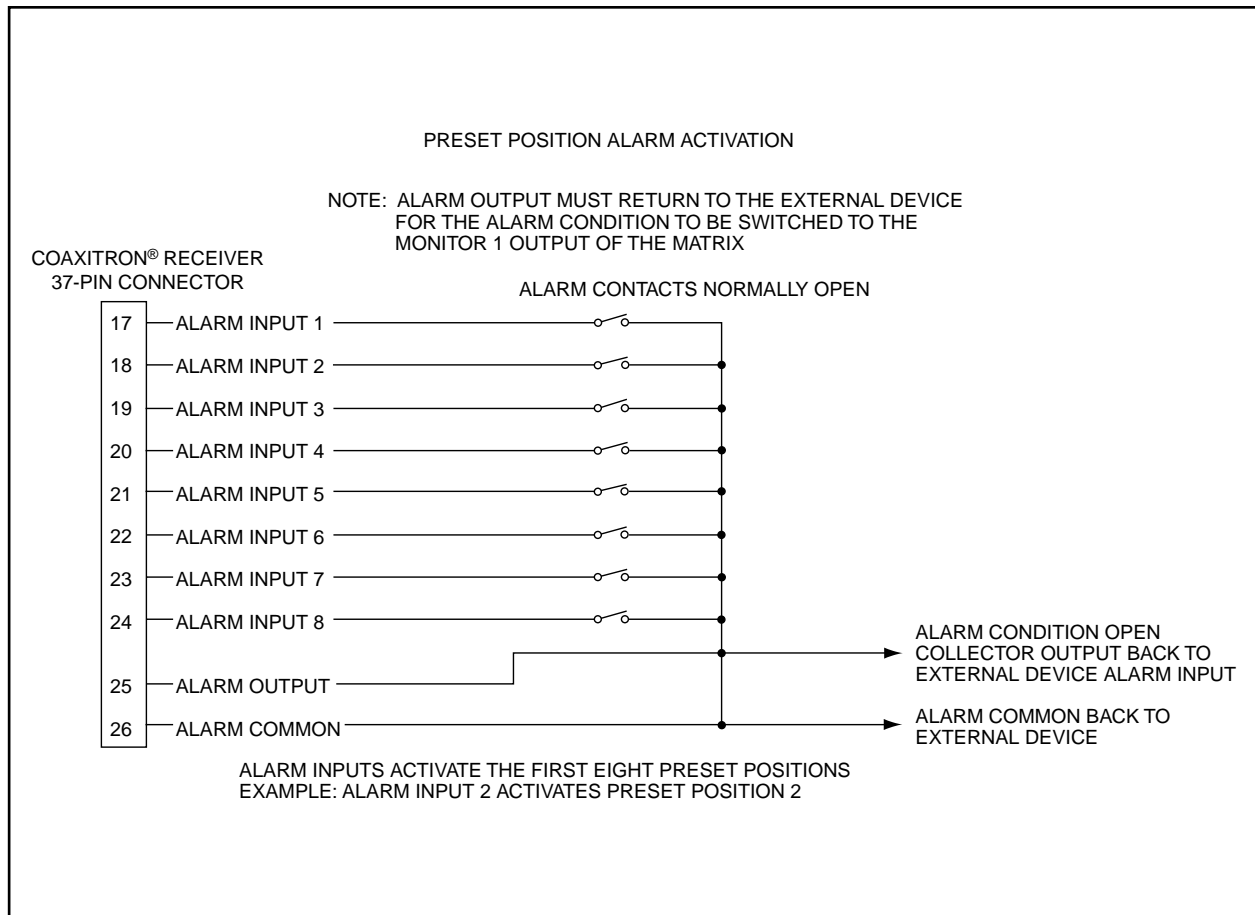 PRESET POSITION ALARM ACTIVATION
NOTE: ALARM OUTPUT MUST RETURN TO THE EXTERNAL DEVICE
FOR THE ALARM CONDITION TO BE SWITCHED TO THE
MONITOR 1 OUTPUT OF THE MATRIX
COAXITRON® RECEIVER
37-PIN CONNECTOR
ALARM CONTACTS NORMALLY OPEN
17 ALARM INPUT 1
18 ALARM INPUT 2
19 ALARM INPUT 3
20 ALARM INPUT 4
21 ALARM INPUT 5
22 ALARM INPUT 6
23 ALARM INPUT 7
24 ALARM INPUT 8
25 ALARM OUTPUT
26 ALARM COMMON
ALARM CONDITION OPEN
COLLECTOR OUTPUT BACK TO
EXTERNAL DEVICE ALARM INPUT
ALARM COMMON BACK TO
EXTERNAL DEVICE
ALARM INPUTS ACTIVATE THE FIRST EIGHT PRESET POSITIONS
EXAMPLE: ALARM INPUT 2 ACTIVATES PRESET POSITION 2